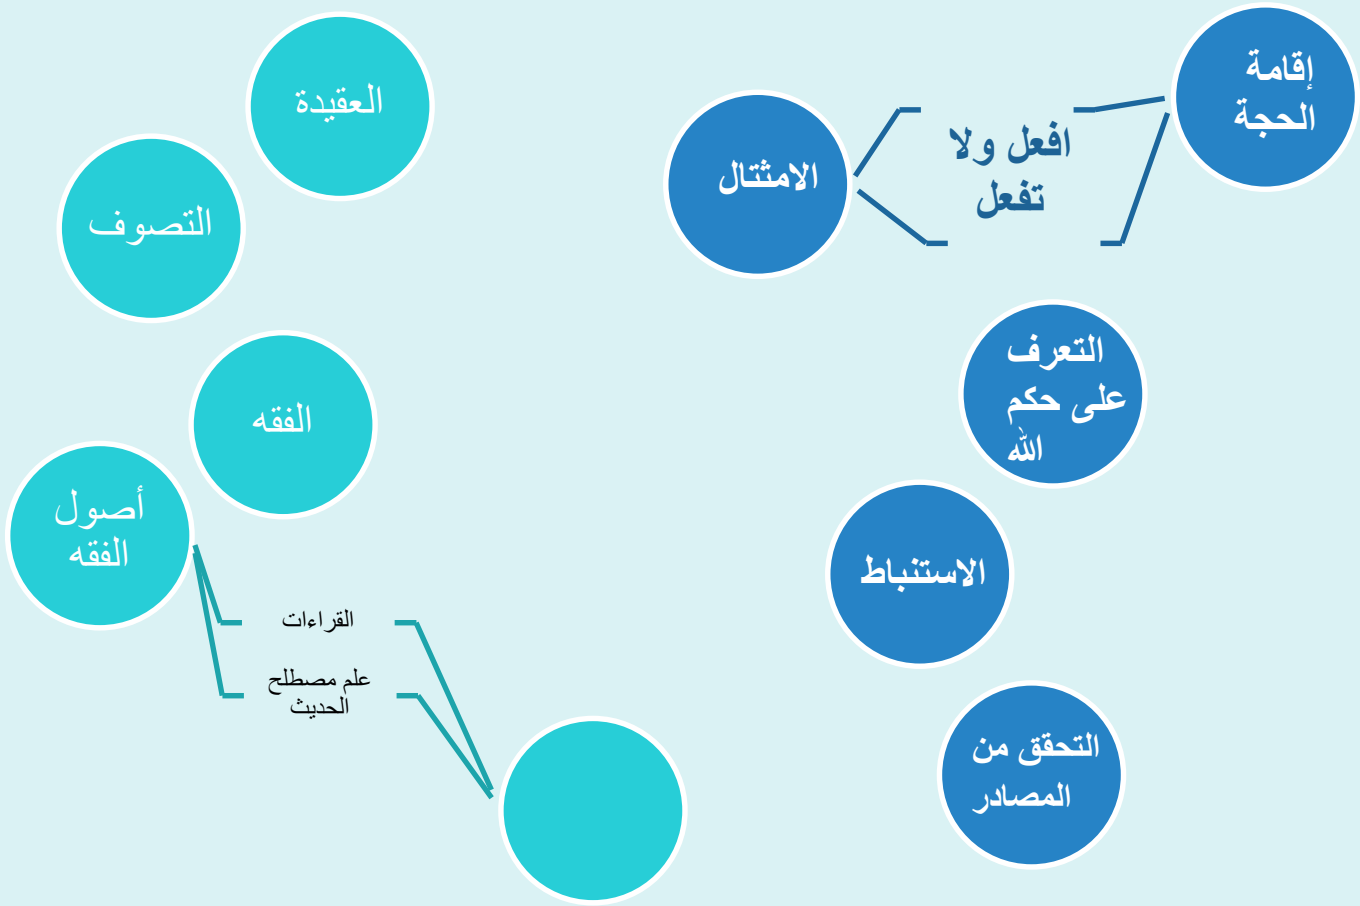 إقامة
الحجة
افعل ولا
تفعل
الامتثال
التعرف
على حكم
الله
الاستنباط
التحقق من
المصادر
العقيدة
التصوف
الفقه
أصول
الفقه
القراءات
علم مصطلح
الحديث